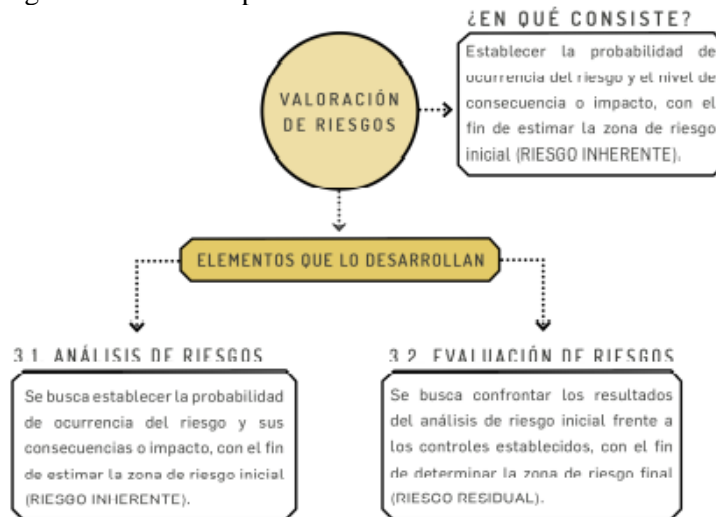 ¿EN QUÉ CONSISTE?
Establecer la probabilidad de
ocurrencia del riesgo y el nivel de
consecuencia o impacto, con el
fin de estimar la zona de riesgo
inicial (RIESGO INHERENTE).
VALORACIÓN
DE RIESGOS
ELEMENTOS QUE LO DESARROLLAN
3.1. ANÁLISIS DE RIESGOS
Se busca establecer la probabilidad
de ocurrencia del riesgo y sus
consecuencias o impacto, con el fin
de estimar la zona de riesgo inicial
(RIESGO INHERENTE).
3.2. EVALUACIÓN DE RIESGOS
Se busca confrontar los resultados
del análisis de riesgo inicial frente a
los controles establecidos, con el fin
de determinar la zona de riesgo final
(RIESGO RESIDUAL).